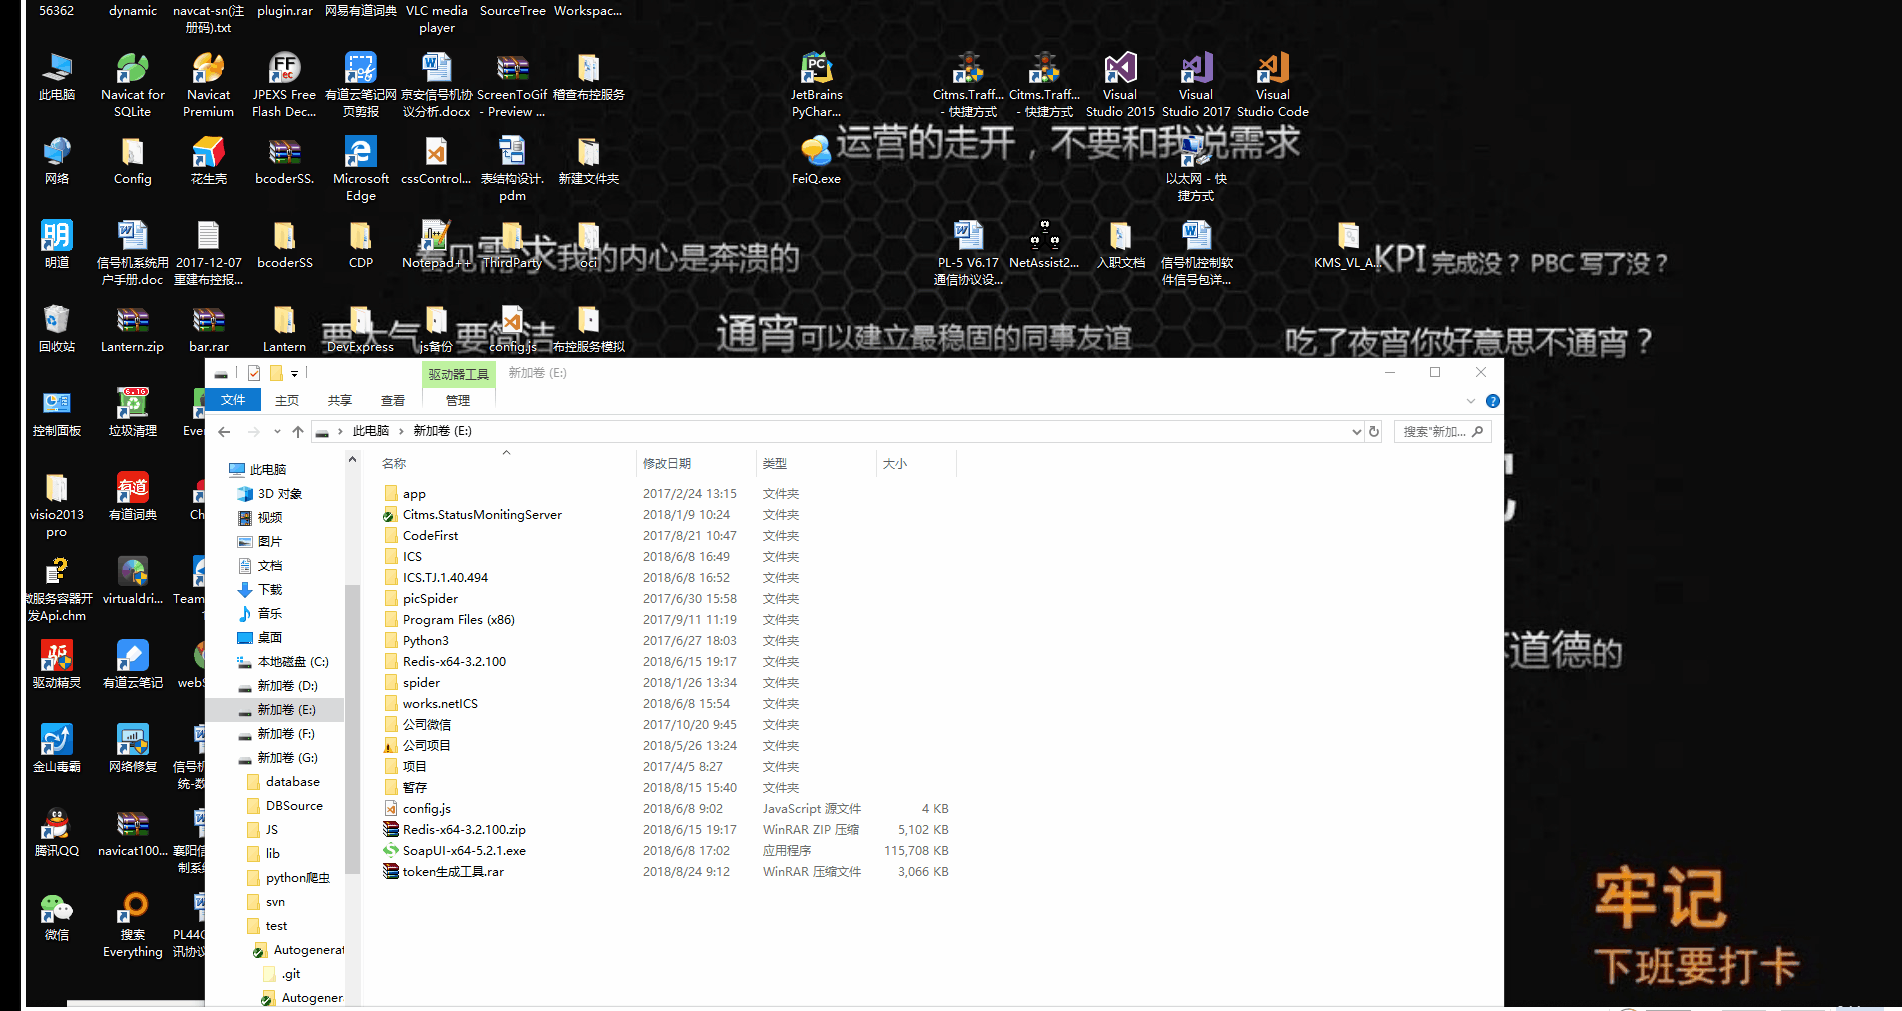 56362 dynamic navcat-sn(注册码).txt plugin.rar 网易有道词典 VLC media player SourceTree Workspac...
此电脑 Navicat for SQLite Navicat Premium JPEXS Free Flash Dec... 有道云笔记网页剪报 京安信号机协议分析.docx ScreenToGif - Preview ... 稽查布控服务 JetBrains PyChar... Citms.Traff... - 快捷方式 Citms.Traff... - 快捷方式 Visual Studio 2015 Visual Studio 2017 Visual Studio Code
运营的走开，不要和我说需求
网络 Config 花生壳 bcoderSS. Microsoft Edge cssControl... 表结构设计.pdm 新建文件夹 FeiQ.exe 以太网 - 快捷方式
看见需求我的内心是奔溃的
明道 信号机系统用户手册.doc 2017-12-07重建布控报... bcoderSS CDP Notepad++ ThirdParty oci PL-5 V6.17通信协议设... NetAssist2... 入职文档 信号机控制软件信号包详... KMS_VL_A...
KPI 完成没？ PBC 写了没？
要大气 要简洁
通宵可以建立最稳固的同事友谊
吃了夜宵你好意思不通宵？
回收站 Lantern.zip bar.rar Lantern DevExpress js备份 config.js 布控服务模拟
控制面板 垃圾清理 Ever
visio2013 pro 有道词典 Ch
微服务容器开发Api.chm virtualdri... Team
驱动精灵 有道云笔记 webS
金山毒霸 网络修复 信号机 统-数
腾讯QQ navicat100... 襄阳信 制系统
微信 搜索 Everything PL44C 讯协议
驱动器工具 新加卷 (E:)
文件 主页 共享 查看 管理
此电脑 新加卷 (E:) 搜索"新加...
此电脑
3D 对象
视频
图片
文档
下载
音乐
桌面
本地磁盘 (C:)
新加卷 (D:)
新加卷 (E:)
新加卷 (F:)
新加卷 (G:)
database
DBSource
JS
lib
python爬虫
svn
test
Autogenerat
.git
Autogener
名称 修改日期 类型 大小
app 2017/2/24 13:15 文件夹
Citms.StatusMonitingServer 2018/1/9 10:24 文件夹
CodeFirst 2017/8/21 10:47 文件夹
ICS 2018/6/8 16:49 文件夹
ICS.TJ.1.40.494 2018/6/8 16:52 文件夹
picSpider 2017/6/30 15:58 文件夹
Program Files (x86) 2017/9/11 11:19 文件夹
Python3 2017/6/27 18:03 文件夹
Redis-x64-3.2.100 2018/6/15 19:17 文件夹
spider 2018/1/26 13:34 文件夹
works.netICS 2018/6/8 15:54 文件夹
公司微信 2017/10/20 9:45 文件夹
公司项目 2018/5/26 13:24 文件夹
项目 2017/4/5 8:27 文件夹
暂存 2018/8/15 15:40 文件夹
config.js 2018/6/8 9:02 JavaScript 源文件 4 KB
Redis-x64-3.2.100.zip 2018/6/15 19:17 WinRAR ZIP 压缩 5,102 KB
SoapUI-x64-5.2.1.exe 2018/6/8 17:02 应用程序 115,708 KB
token生成工具.rar 2018/8/24 9:12 WinRAR 压缩文件 3,066 KB
道德的
牢记
下班要打卡